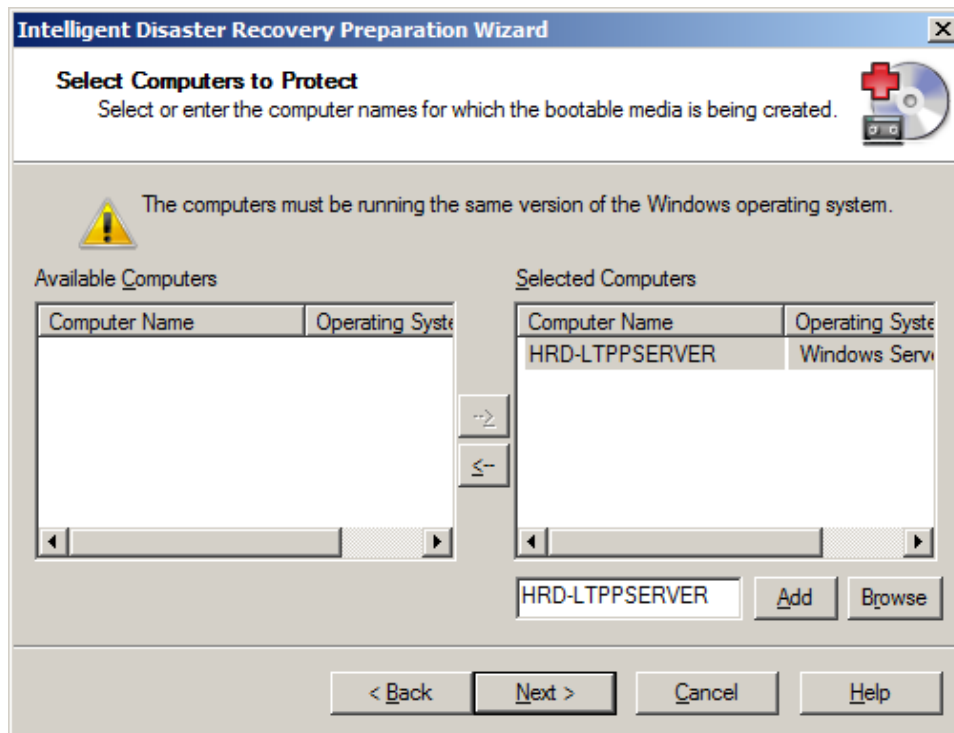 Intelligent Disaster Recovery Preparation Wizard
Select Computers to Protect
Select or enter the computer names for which the bootable media is being created.
The computers must be running the same version of the Windows operating system.
Available Computers
Selected Computers
Computer Name Operating Syste
Computer Name Operating Syste
HRD-LTPPSERVER Windows Serv
-->
<--
HRD-LTPPSERVER Add Browse
< Back Next > Cancel Help